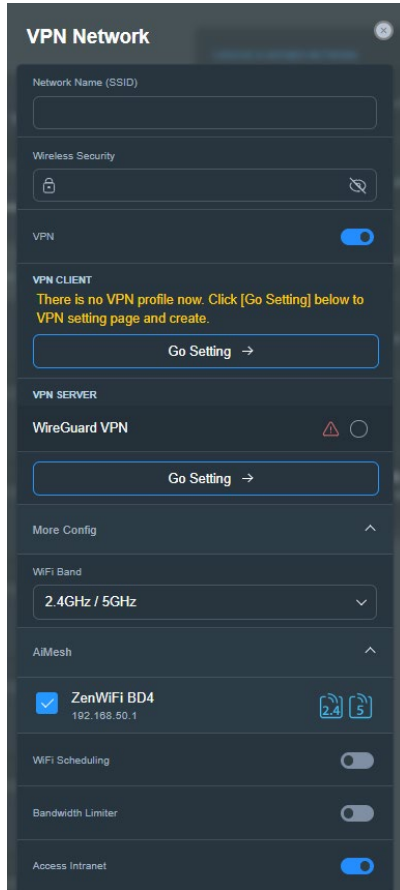 VPN Network
Network Name (SSID)
Wireless Security
VPN
VPN CLIENT
There is no VPN profile now. Click [Go Setting] below to
VPN setting page and create.
Go Setting →
VPN SERVER
WireGuard VPN
Go Setting →
More Config
WiFi Band
2.4GHz / 5GHz
AiMesh
ZenWiFi BD4
192.168.50.1
2.4 5
WiFi Scheduling
Bandwidth Limiter
Access Intranet